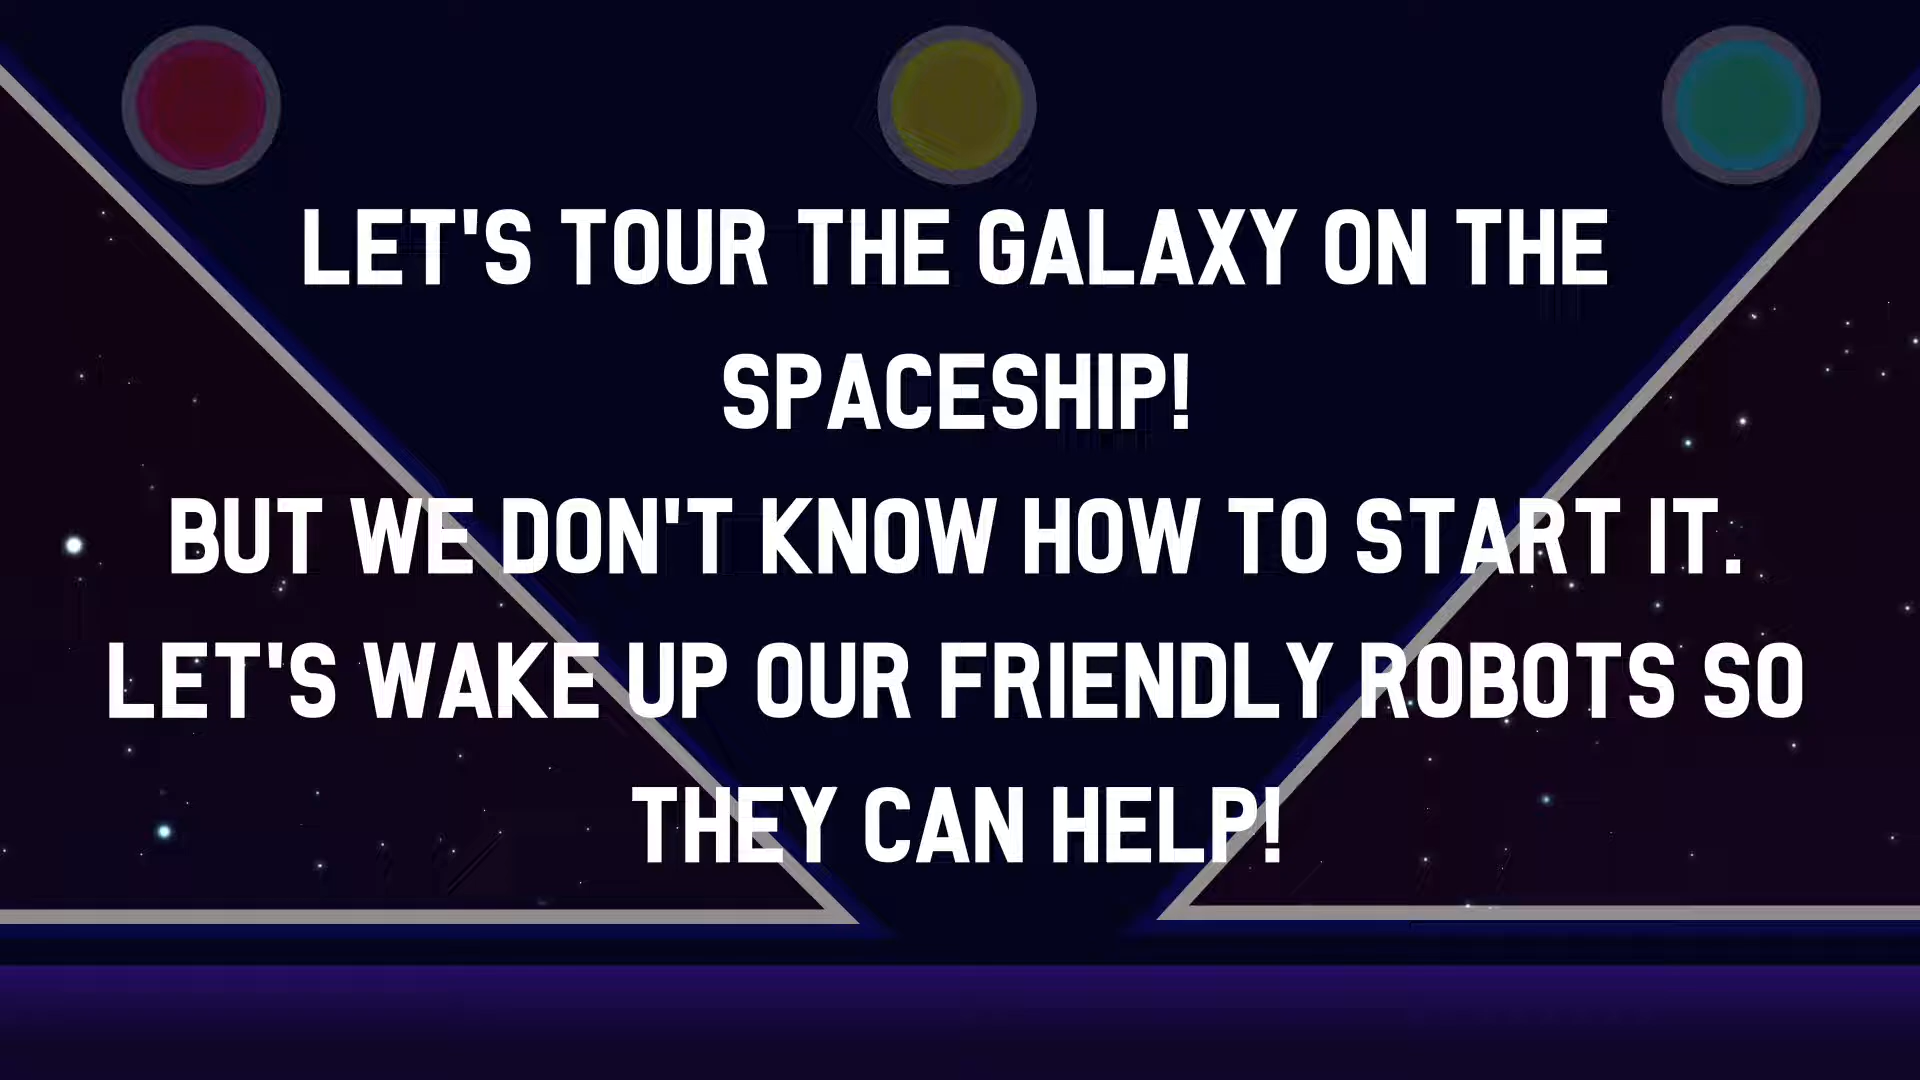 LET'S TOUR THE GALAXY ON THE
SPACESHIP!
BUT WE DON'T KNOW HOW TO START IT.
LET'S WAKE UP OUR FRIENDLY ROBOTS SO
THEY CAN HELP!